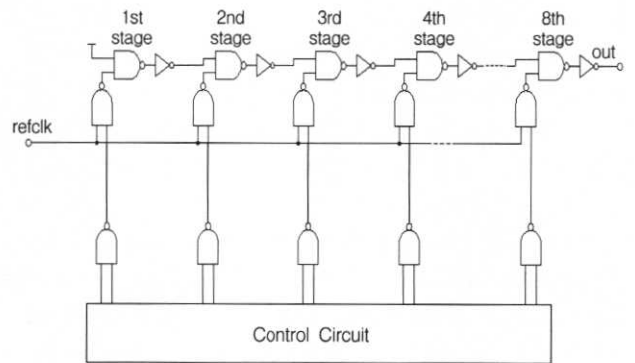 1st stage
2nd stage
3rd stage
4th stage
8th stage
out
refclk
Control Circuit